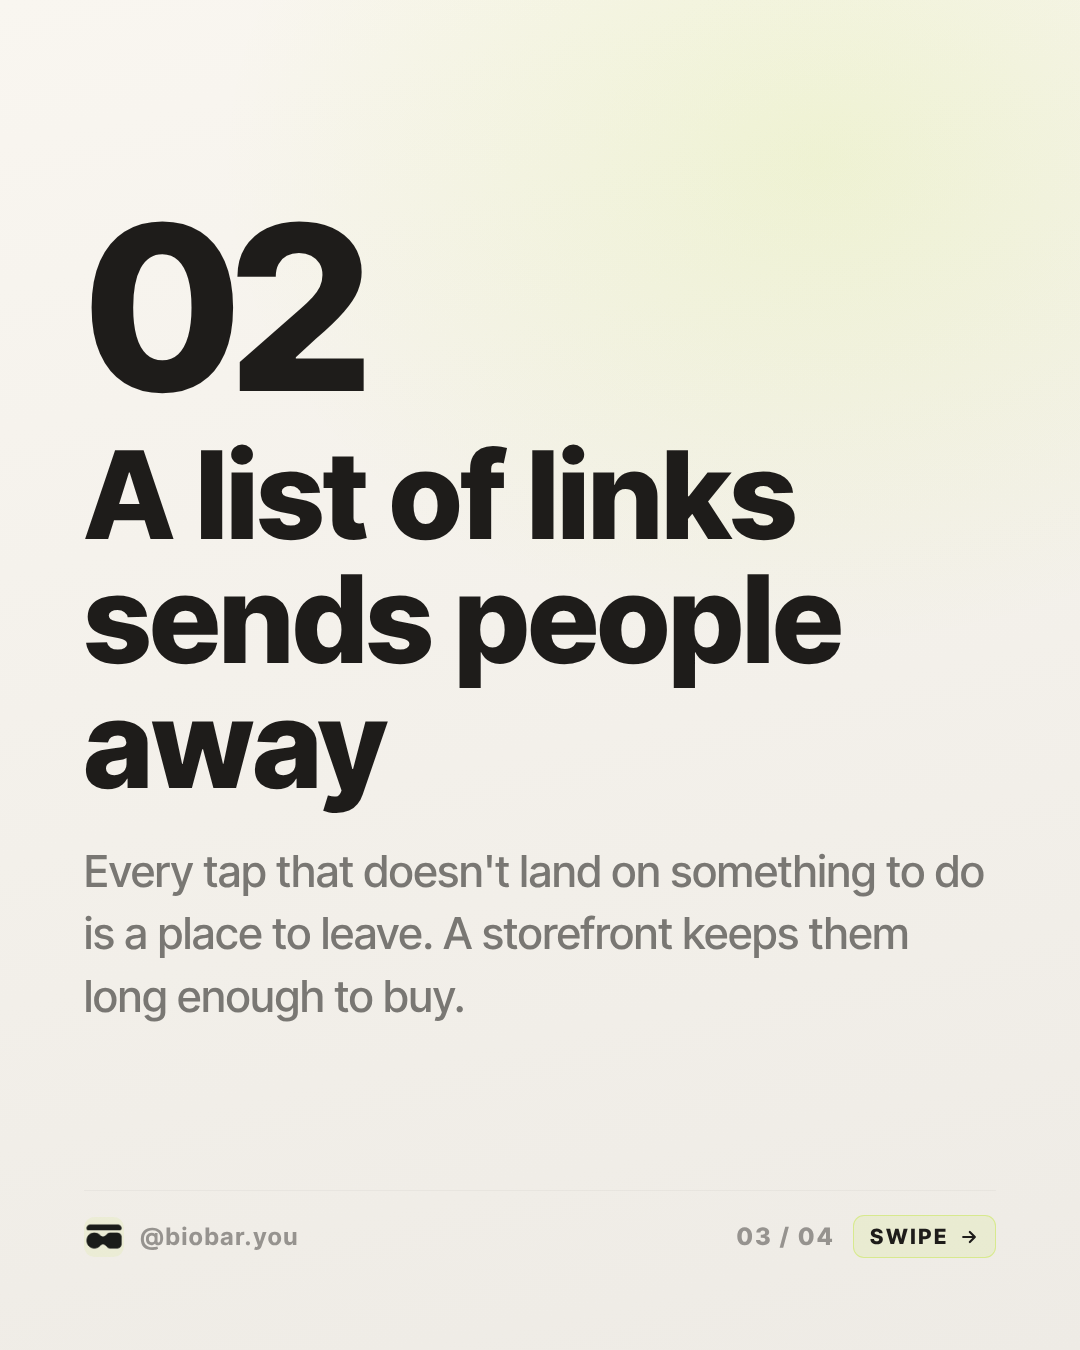 02
A list of links
sends people
away
Every tap that doesn't land on something to do
is a place to leave. A storefront keeps them
long enough to buy.
@biobar.you
03 / 04
SWIPE →